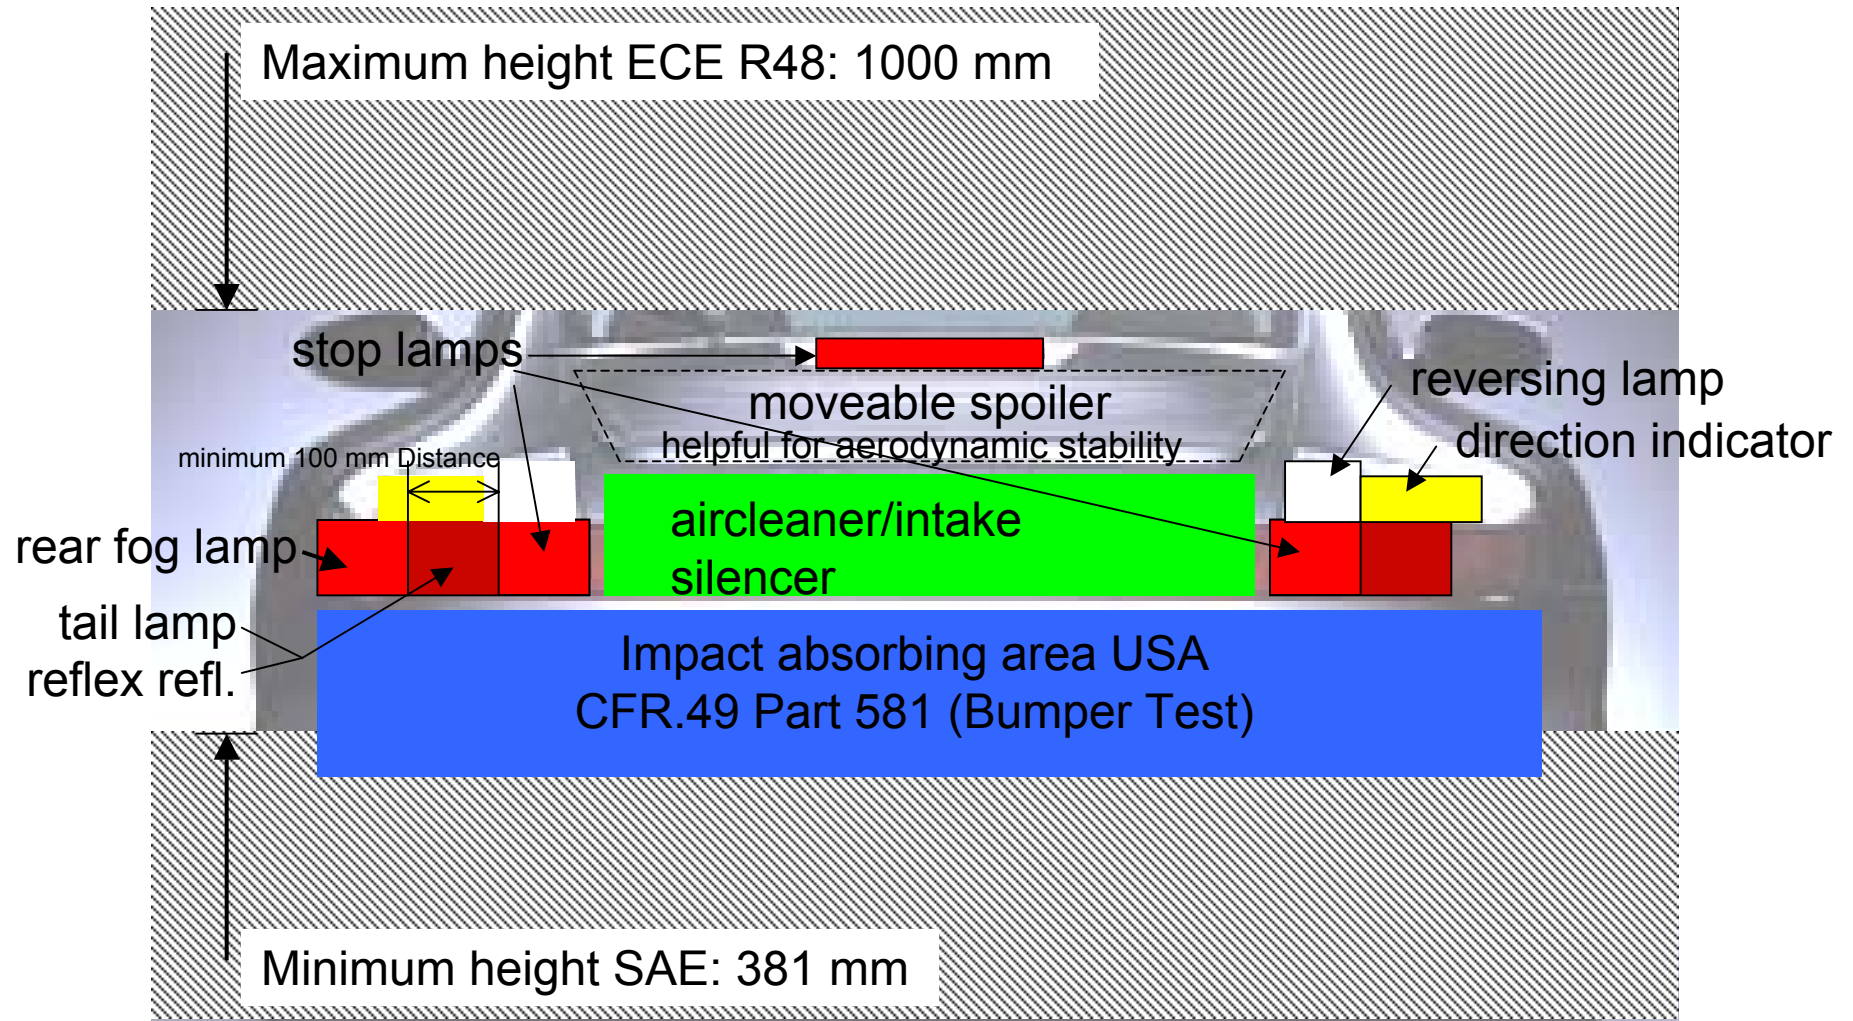 Maximum height ECE R48: 1000 mm
stop lamps
reversing lamp
moveable spoiler
direction indicator
helpful for aerodynamic stability
minimum 100 mm Distance
aircleaner/intake
silencer
rear fog lamp
tail lamp
reflex refl.
Impact absorbing area USA
CFR.49 Part 581 (Bumper Test)
Minimum height SAE: 381 mm